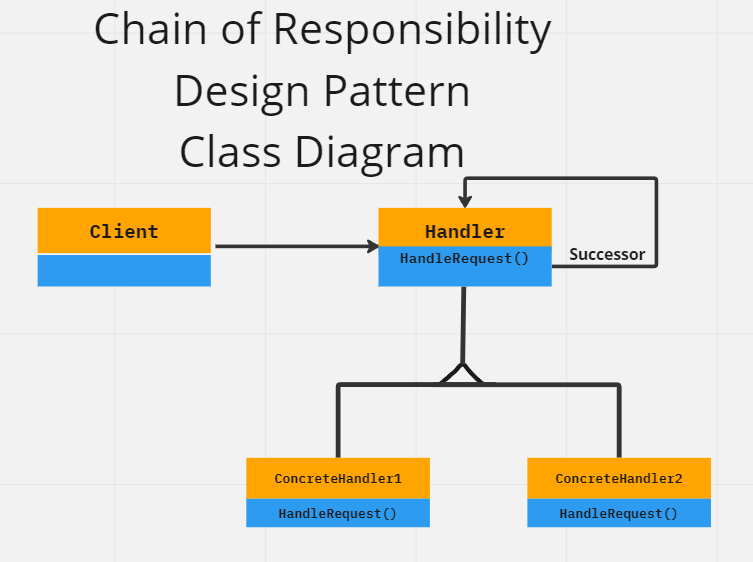 Chain of Responsibility
Design Pattern
Class Diagram
Client
Handler
HandleRequest()
Successor
ConcreteHandler1
HandleRequest()
ConcreteHandler2
HandleRequest()